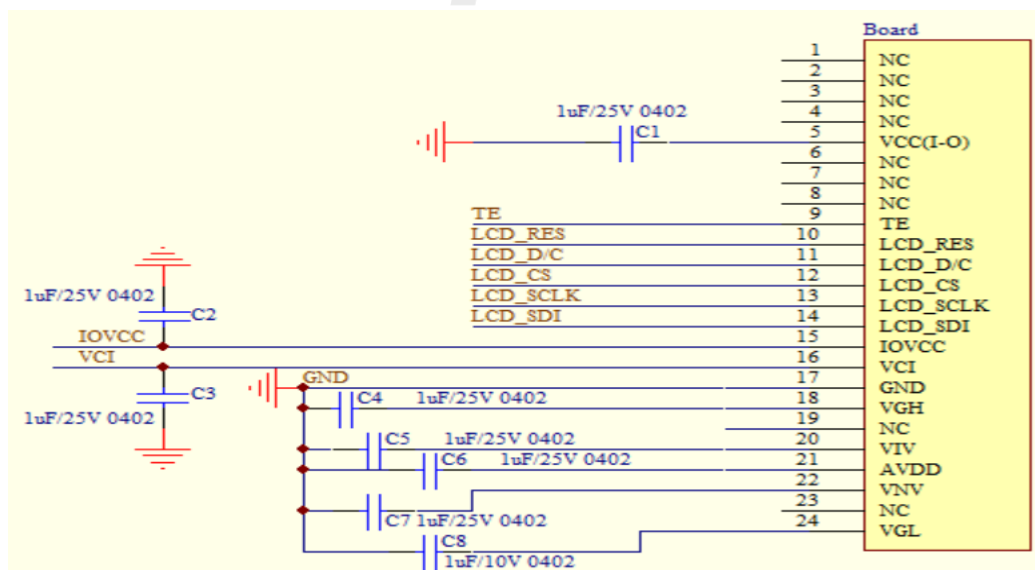 Board
1 NC
2 NC
3 NC
4 NC
1uF/25V 0402
C1 5 VCC(I-O)
6 NC
7 NC
8 NC
TE 9 TE
LCD_RES 10 LCD_RES
LCD_D/C 11 LCD_D/C
LCD_CS 12 LCD_CS
LCD_SCLK 13 LCD_SCLK
LCD_SDI 14 LCD_SDI
1uF/25V 0402
C2
IOVCC 15 IOVCC
VCI 16 VCI
C3
1uF/25V 0402
GND 17 GND
C4 1uF/25V 0402 18 VGH
19 NC
C5 1uF/25V 0402 20 VIV
C6 1uF/25V 0402 21 AVDD
22 VNV
C7 1uF/25V 0402 23 NC
C8 24 VGL
1uF/10V 0402